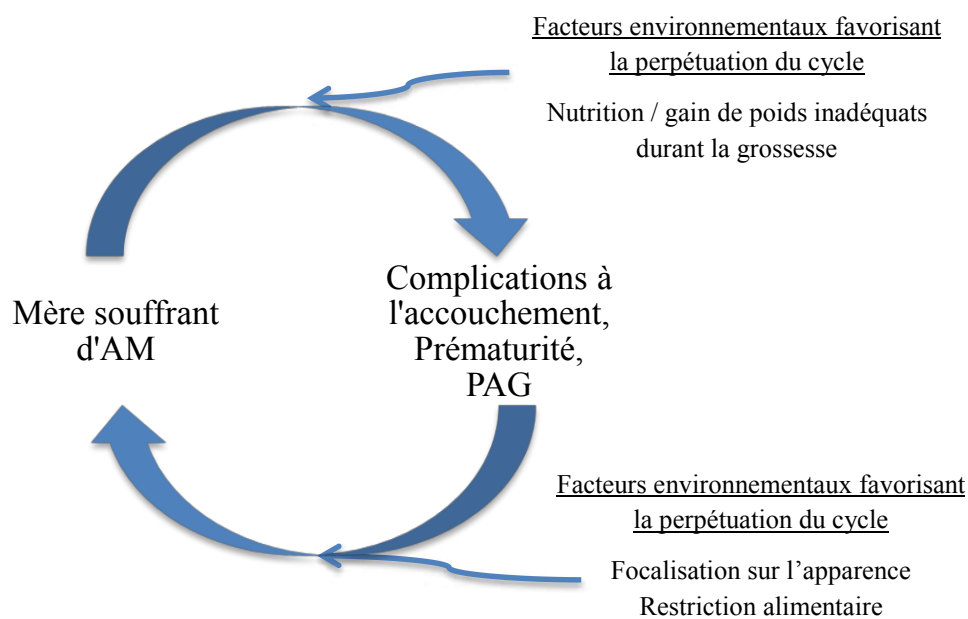 Facteurs environnementaux favorisant
la perpétuation du cycle
Nutrition / gain de poids inadéquats
durant la grossesse
Mère souffrant
d'AM
Complications à
l'accouchement,
Prématurité,
PAG
Facteurs environnementaux favorisant
la perpétuation du cycle
Focalisation sur l’apparence
Restriction alimentaire